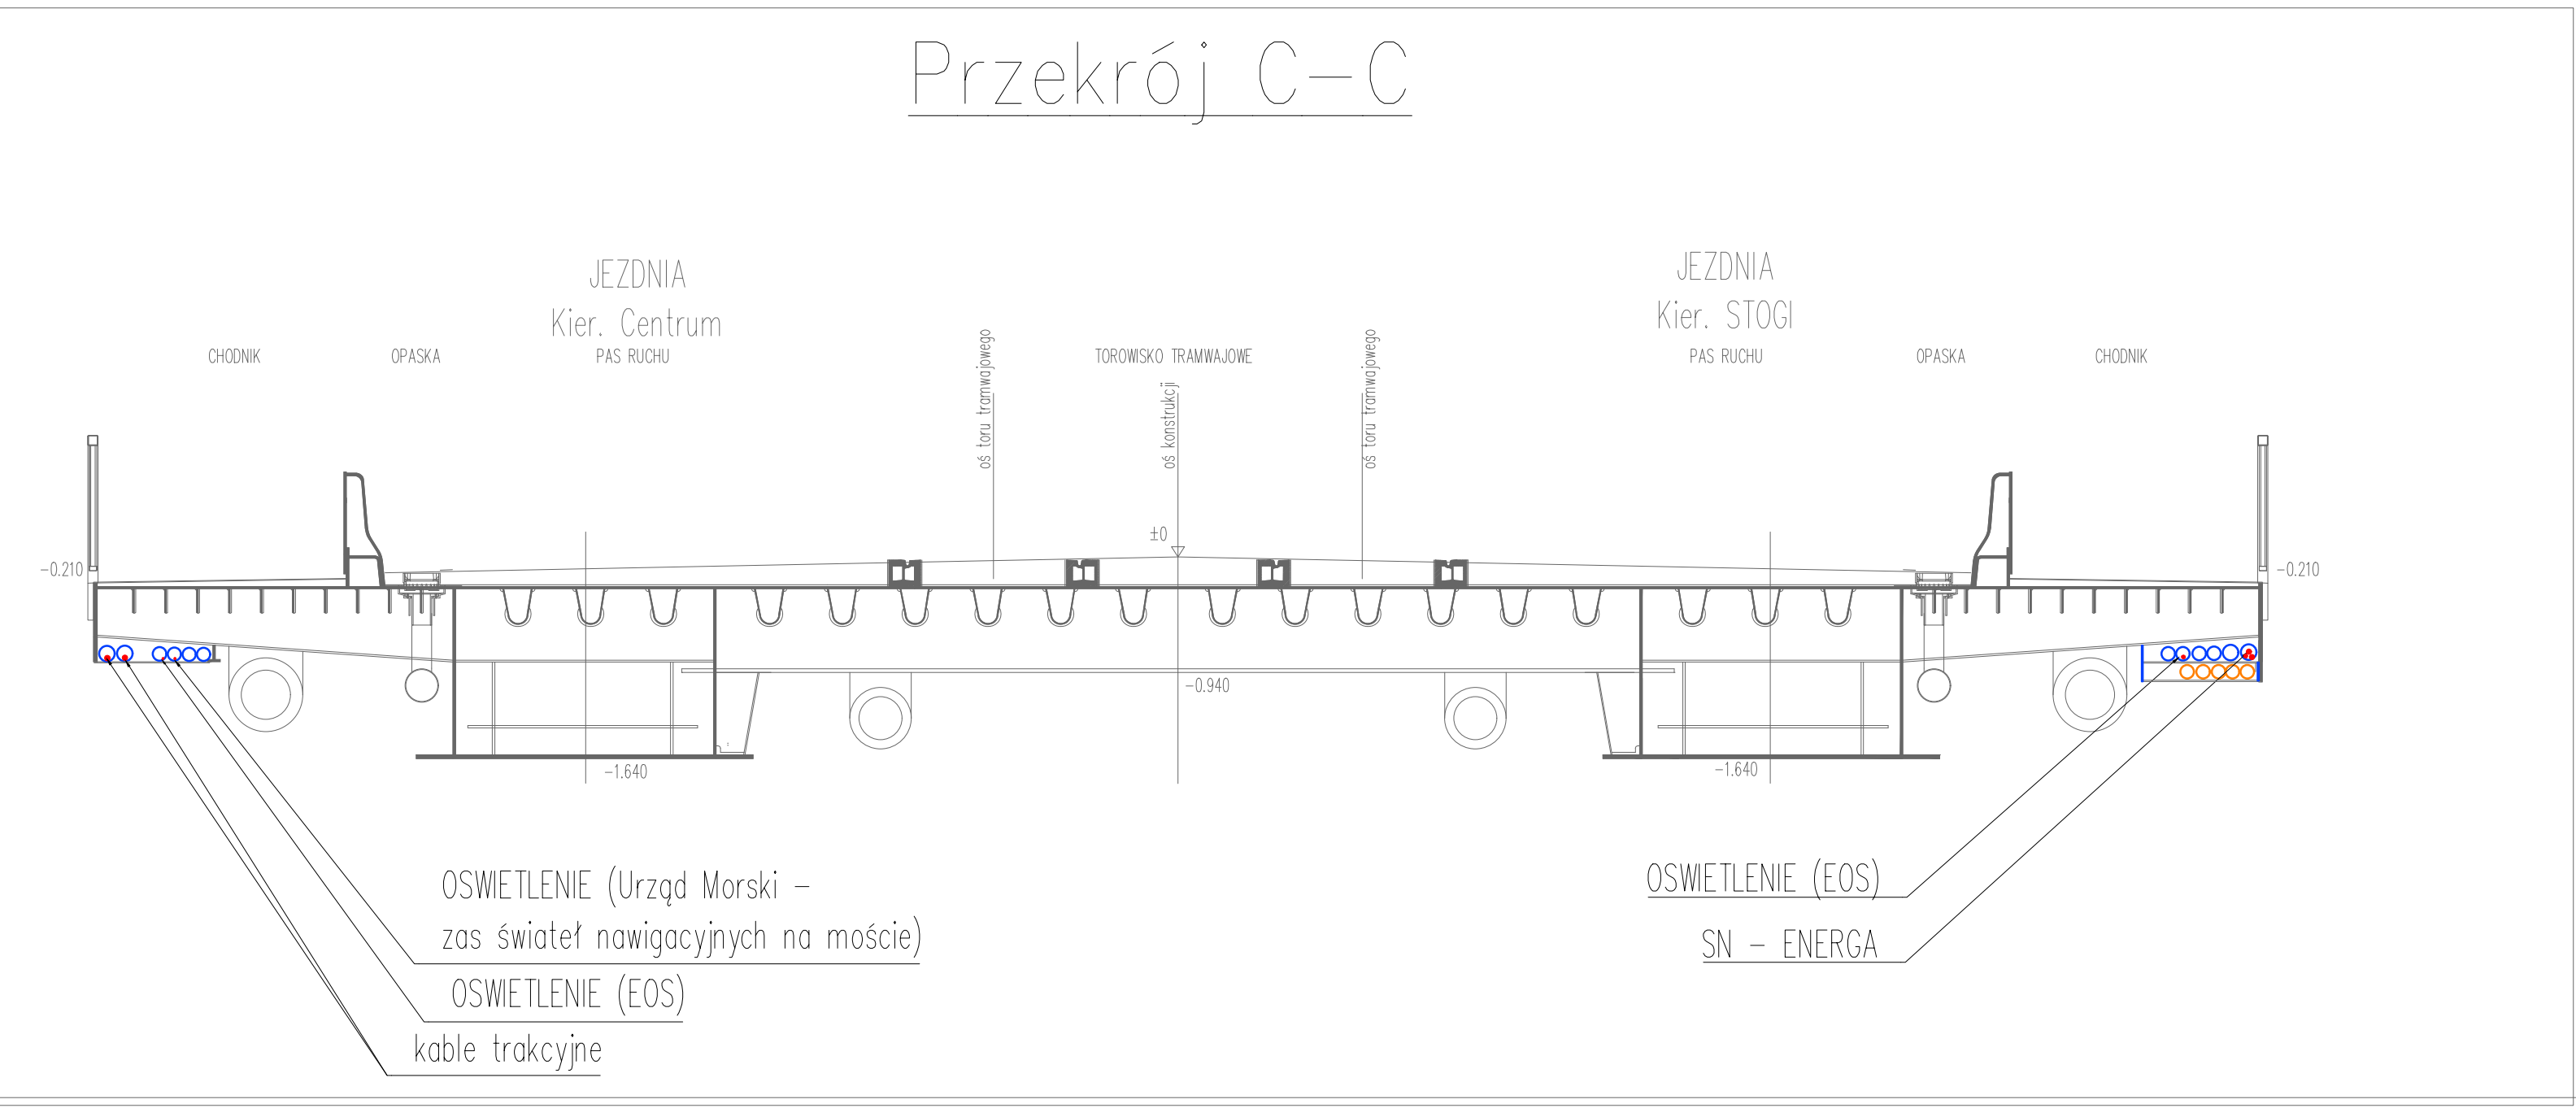 Przekrój C-C
JEZDNIA
Kier. Centrum
JEZDNIA
Kier. STOGI
CHODNIK
OPASKA
PAS RUCHU
oś toru tramwajowego
TOROWISKO TRAMWAJOWE
oś konstrukcji
oś toru tramwajowego
PAS RUCHU
OPASKA
CHODNIK
±0
-0.210
-0.210
-0.940
-1.640
-1.640
OSWIETLENIE (Urząd Morski -
zas świateł nawigacyjnych na moście)
OSWIETLENIE (EOS)
kable trakcyjne
OSWIETLENIE (EOS)
SN - ENERGA